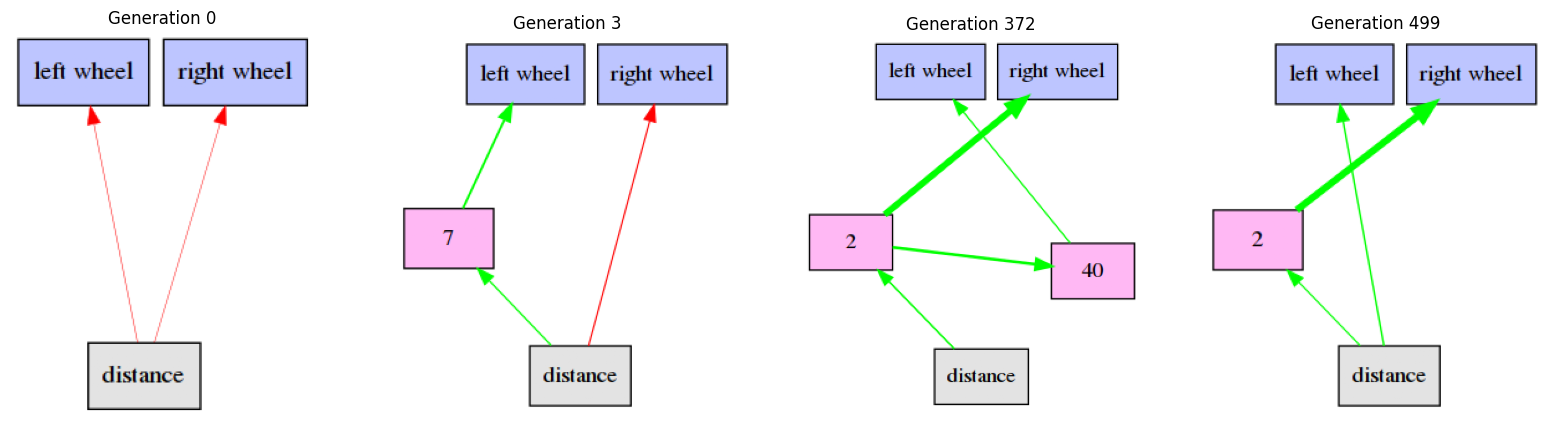 Generation 0
left wheel
right wheel
distance
Generation 3
left wheel
right wheel
7
distance
Generation 372
left wheel
right wheel
2
40
distance
Generation 499
left wheel
right wheel
2
distance